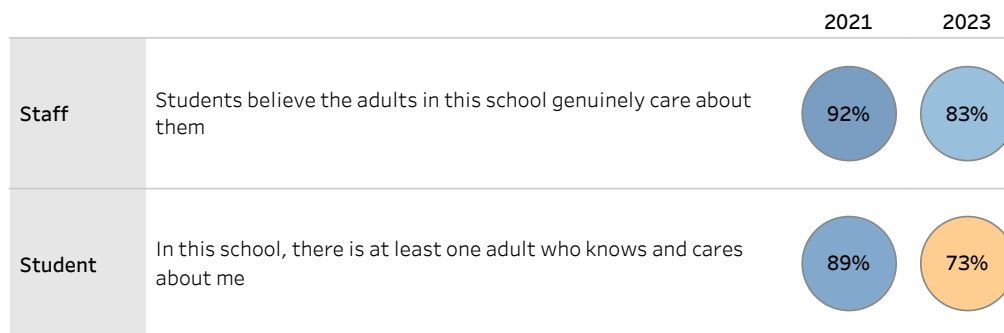 2021 2023
Staff
Students believe the adults in this school genuinely care about
them
92% 83%
Student
In this school, there is at least one adult who knows and cares
about me
89% 73%